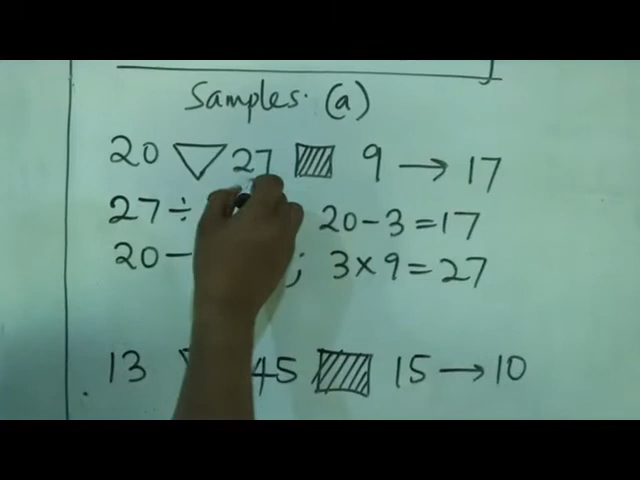 Samples. (a)
20 ▽ 27 ▨ 9 → 17
27 ÷ 20 - 3 = 17
20 - ; 3 × 9 = 27
13 45 ▨ 15 → 10